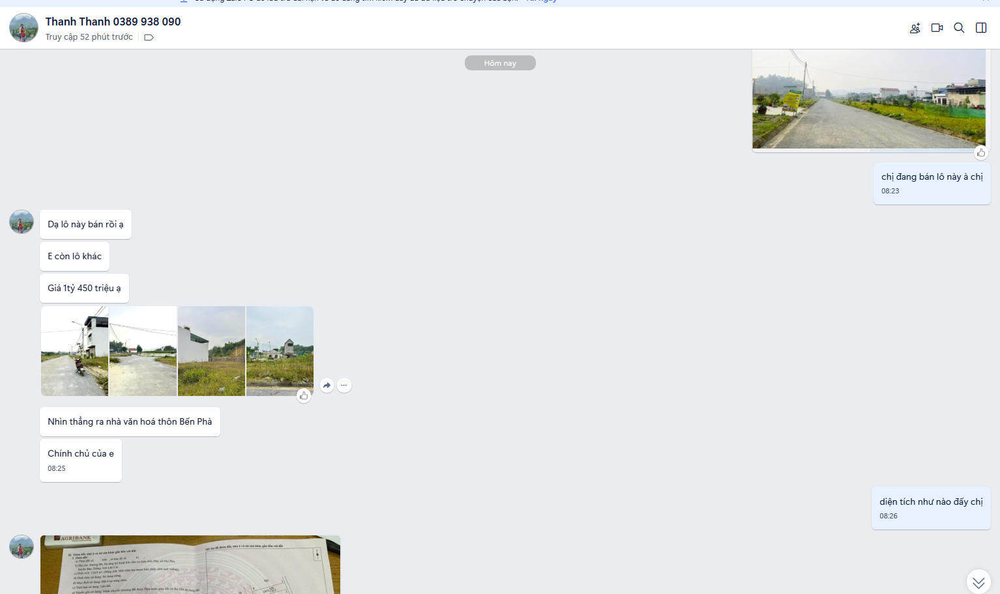 Thanh Thanh 0389 938 090
Truy cập 52 phút trước
Hôm nay
chị đang bán lô này à chị
08:23
Dạ lô này bán rồi ạ
E còn lô khác
Giá 1tỷ 450 triệu ạ
Nhìn thẳng ra nhà văn hoá thôn Bến Phà
Chính chủ của e
08:25
diện tích như nào đấy chị
08:26
AGRIBANK